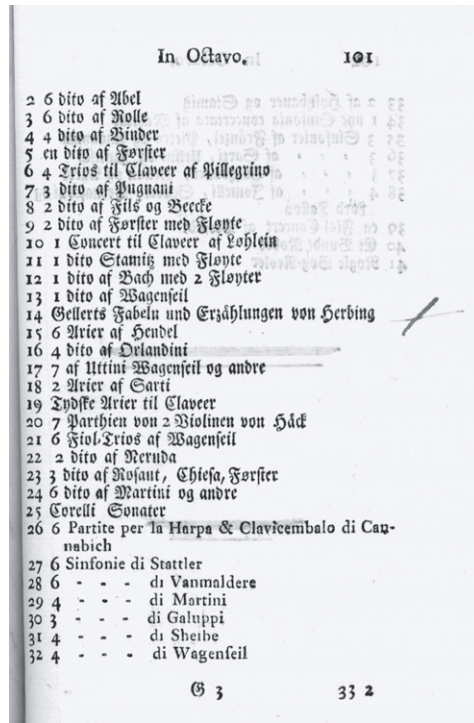 In Octavo. 101
2 6 dito af Abel
3 6 dito af Rolle
4 4 dito af Binder
5 en dito af Førster
6 4 Trios til Claveer af Pillegrino
7 3 dito af Pugnani
8 2 dito af Fils og Beecke
9 2 dito af Førster med Fløyte
10 1 Concert til Claveer af Lohlein
11 1 dito Stamitz med Fløyte
12 1 dito af Bach med 2 Fløyter
13 1 dito af Wagenseil
14 Gellerts Fabeln und Erzählungen von Herbing
15 6 Arier af Hendel
16 4 dito af Orlandini
17 7 af Uttini Wagenseil og andre
18 2 Arier af Sarti
19 Tydske Arier til Claveer
20 7 Parthien von 2 Violinen von Häck
21 6 Fiol-Trios af Wagenseil
22 2 dito af Neruda
23 3 dito af Rosant, Chiesa, Førster
24 6 dito af Martini og andre
25 Corelli Sonater
26 6 Partite per la Harpa & Clavicembalo di Can-
nabich
27 6 Sinfonie di Stattler
28 6 - - - di Vanmaldere
29 4 - - - di Martini
30 3 - - - di Galuppi
31 4 - - - di Sheibe
32 4 - - - di Wagenseil
G 3 33 2